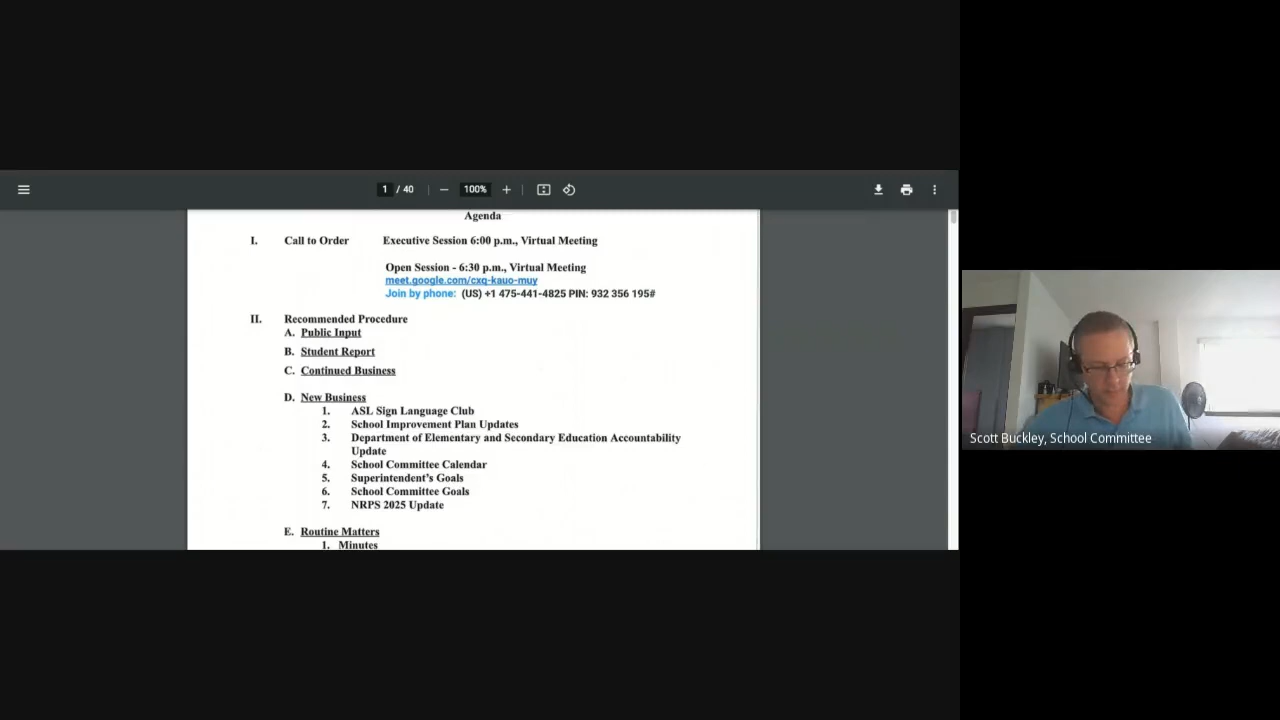 1 / 40
100%
Agenda
I. Call to Order Executive Session 6:00 p.m., Virtual Meeting
Open Session - 6:30 p.m., Virtual Meeting
meet.google.com/cxq-kauo-muy
Join by phone: (US) +1 475-441-4825 PIN: 932 356 195#
II. Recommended Procedure
A. Public Input
B. Student Report
C. Continued Business
D. New Business
1. ASL Sign Language Club
2. School Improvement Plan Updates
3. Department of Elementary and Secondary Education Accountability
Update
4. School Committee Calendar
5. Superintendent's Goals
6. School Committee Goals
7. NRPS 2025 Update
E. Routine Matters
1. Minutes
Scott Buckley, School Committee